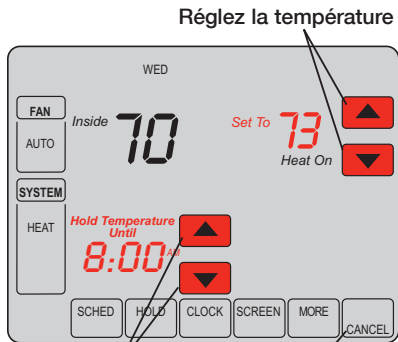 Réglez la température
WED
FAN
AUTO
Inside 70
Set To 73
Heat On
SYSTEM
HEAT
Hold Temperature
Until
8:00 AM
SCHED HOLD CLOCK SCREEN MORE CANCEL